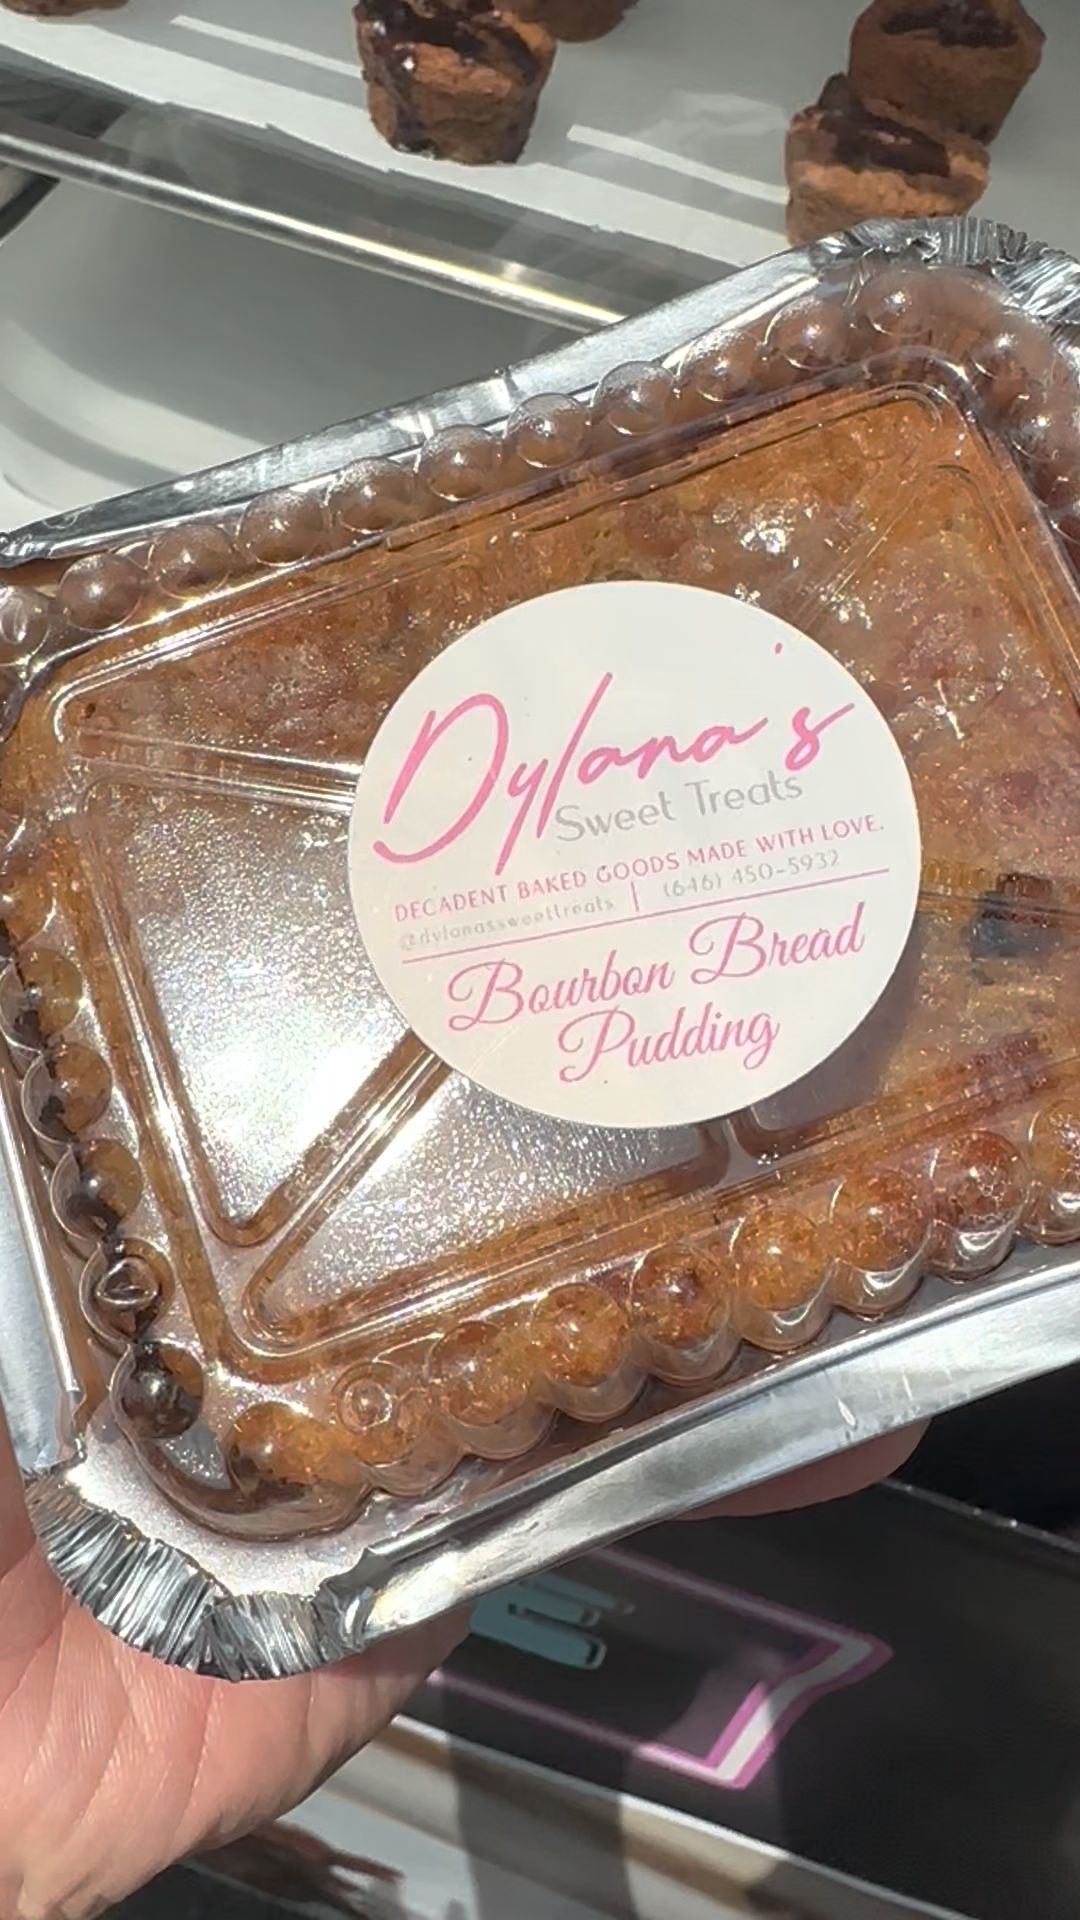 Dylana's
Sweet Treats
DECADENT BAKED GOODS MADE WITH LOVE.
@dylanassweettreats | (646) 450-5932
Bourbon Bread
Pudding